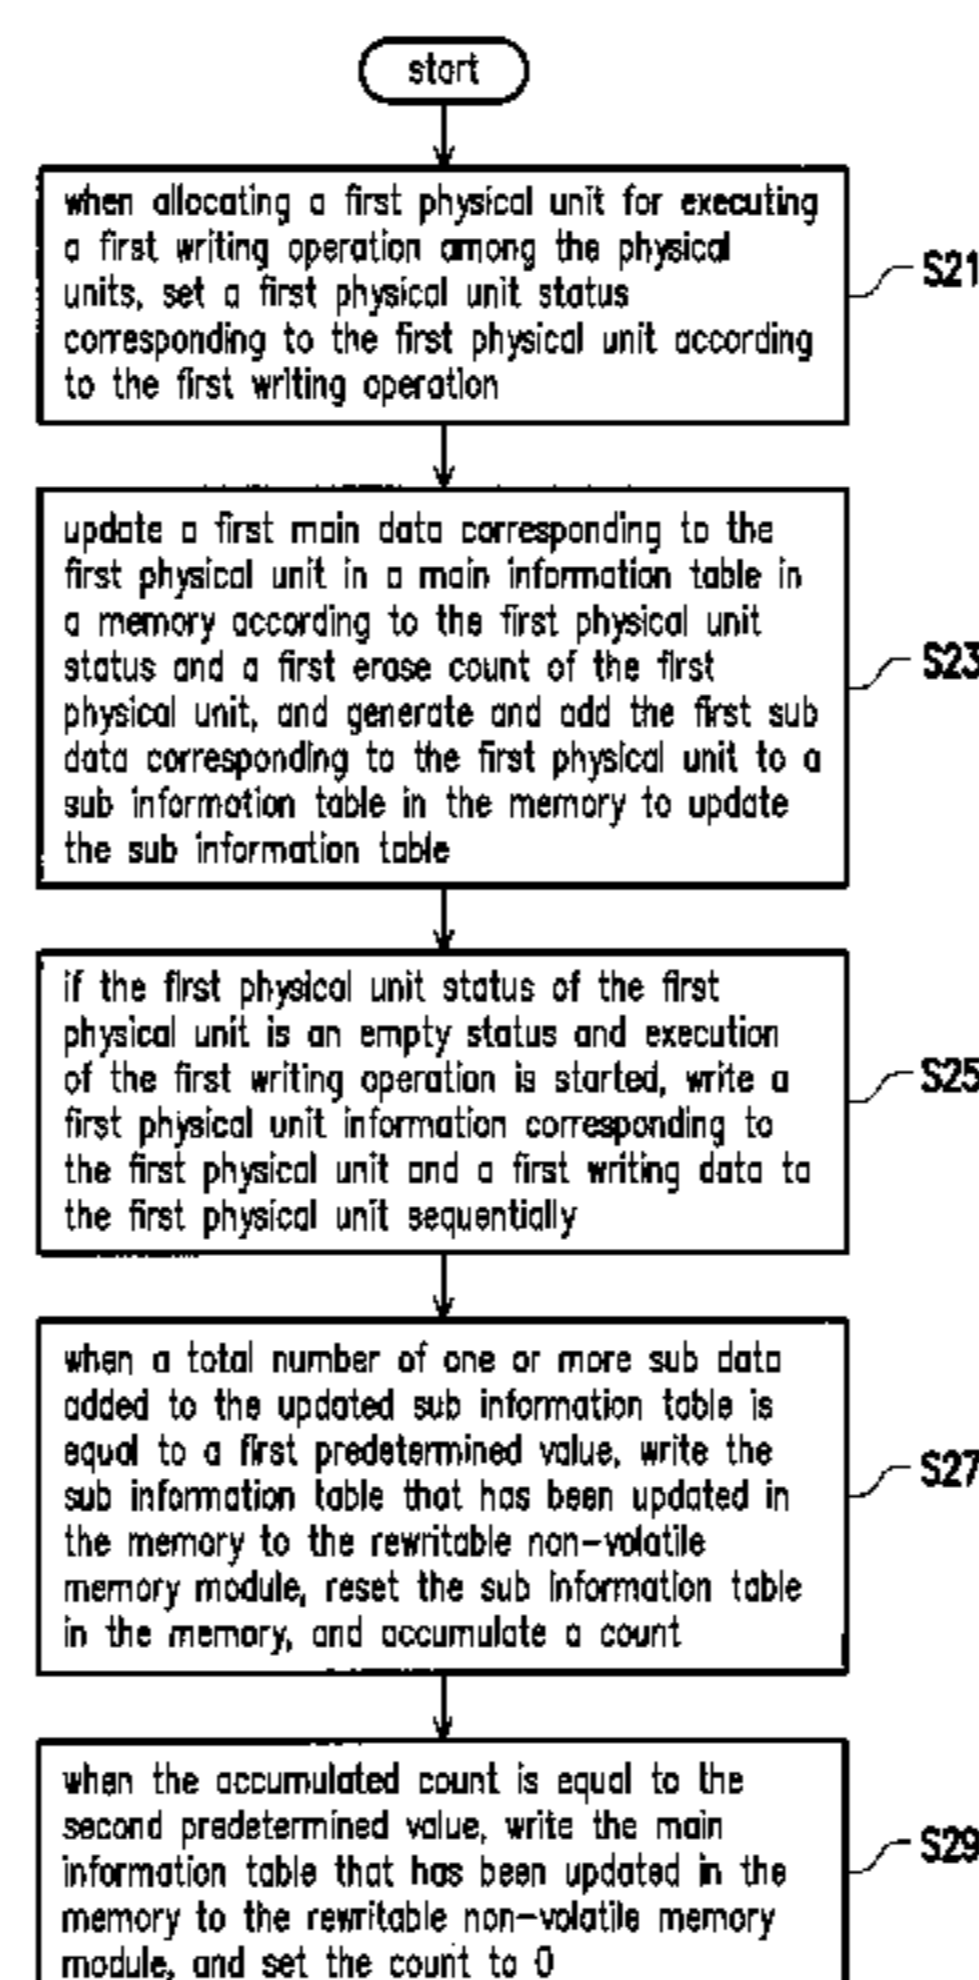 start
when allocating a first physical unit for executing
a first writing operation among the physical
units, set a first physical unit status
corresponding to the first physical unit according
to the first writing operation
S21
update a first main data corresponding to the
first physical unit in a main information table in
a memory according to the first physical unit
status and a first erase count of the first
physical unit, and generate and add the first sub
data corresponding to the first physical unit to a
sub information table in the memory to update
the sub information table
S23
if the first physical unit status of the first
physical unit is an empty status and execution
of the first writing operation is started, write a
first physical unit information corresponding to
the first physical unit and a first writing data to
the first physical unit sequentially
S25
when a total number of one or more sub data
added to the updated sub information table is
equal to a first predetermined value, write the
sub information table that has been updated in
the memory to the rewritable non-volatile
memory module, reset the sub information table
in the memory, and accumulate a count
S27
when the accumulated count is equal to the
second predetermined value, write the main
information table that has been updated in the
memory to the rewritable non-volatile memory
module, and set the count to 0
S29